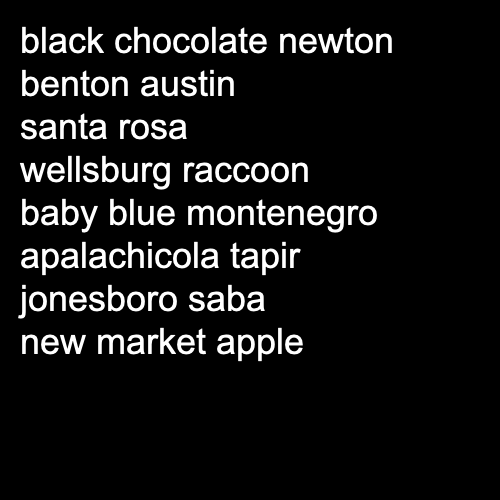 black chocolate newton
benton austin
santa rosa
wellsburg raccoon
baby blue montenegro
apalachicola tapir
jonesboro saba
new market apple